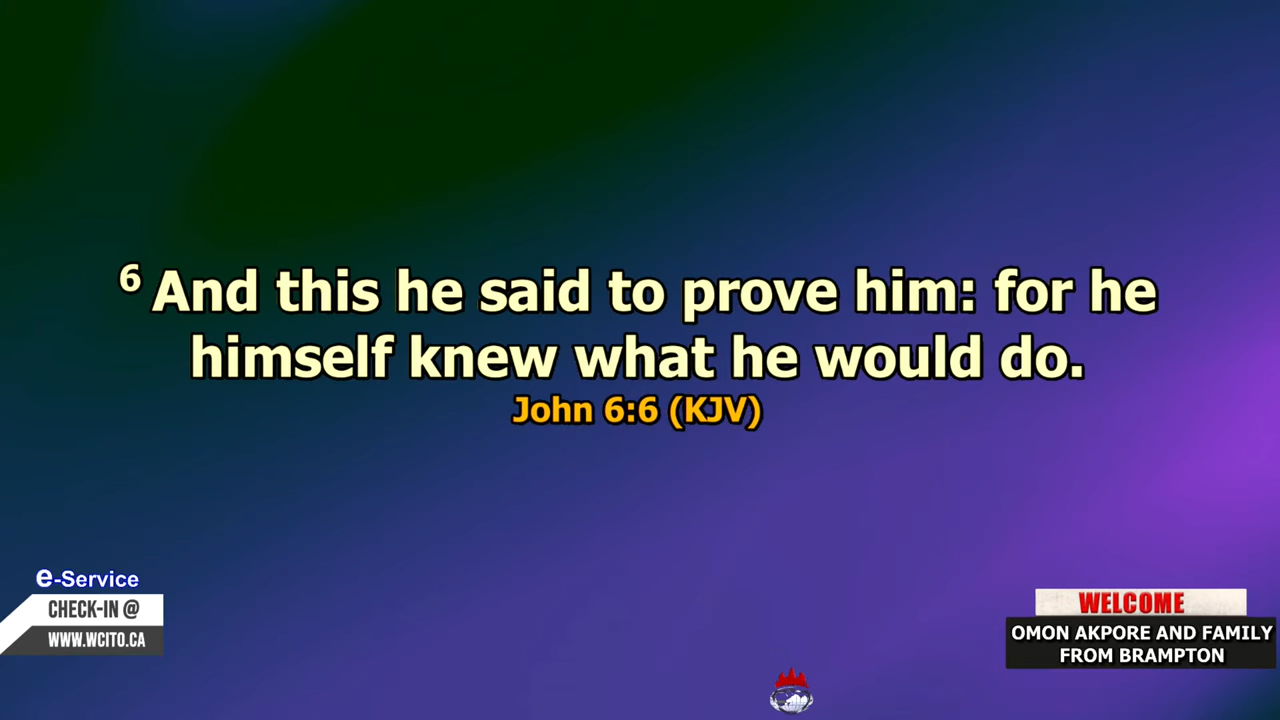 6 And this he said to prove him: for he
himself knew what he would do.
John 6:6 (KJV)
e-Service
CHECK-IN @
WWW.WCITO.CA
WELCOME
OMON AKPORE AND FAMILY
FROM BRAMPTON